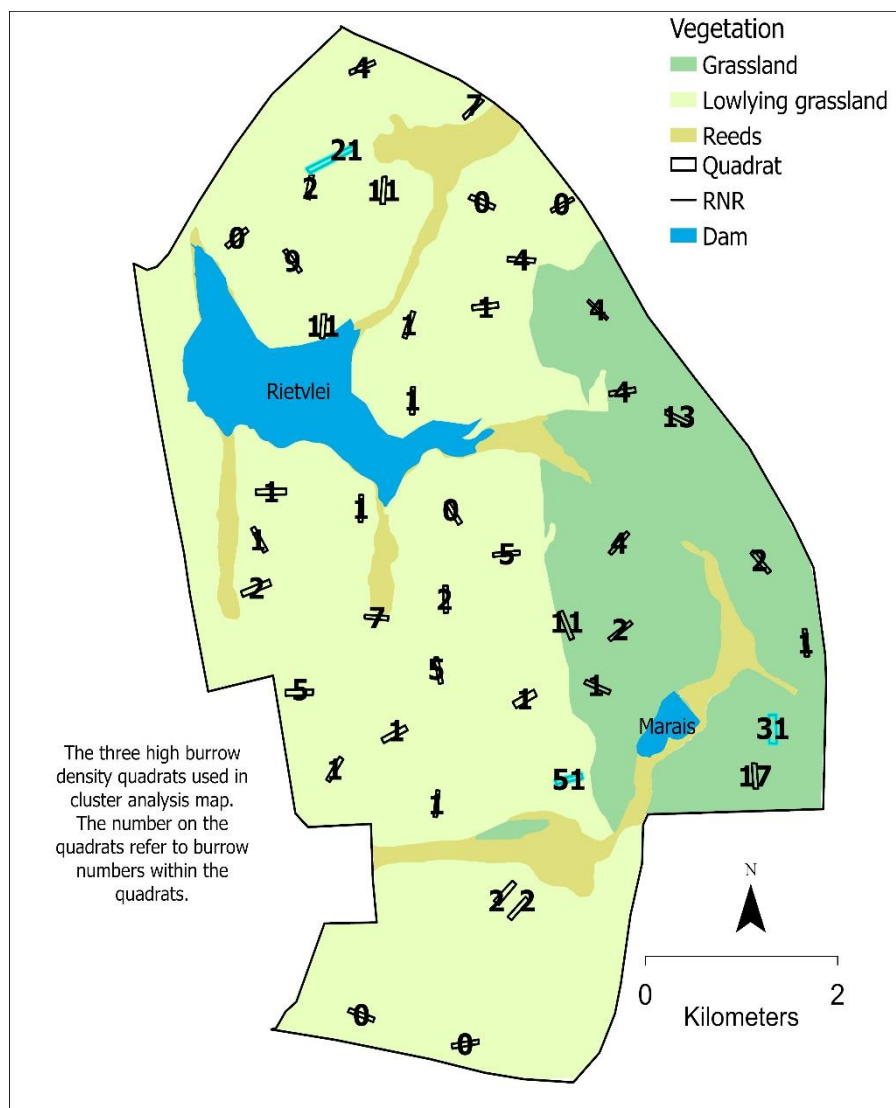 Vegetation
Grassland
Lowlying grassland
Reeds
Quadrat
RNR
Dam
4
7
21
2
11
0
0
0
9
4
11
1
1
4
Rietvlei
1
4
13
1
1
0
1
5
4
2
2
7
2
11
2
1
5
5
1
1
Marais
31
1
1
51
17
1
The three high burrow
density quadrats used in
cluster analysis map.
The number on the
quadrats refer to burrow
numbers within the
quadrats.
2
2
N
0
2
Kilometers
0
0